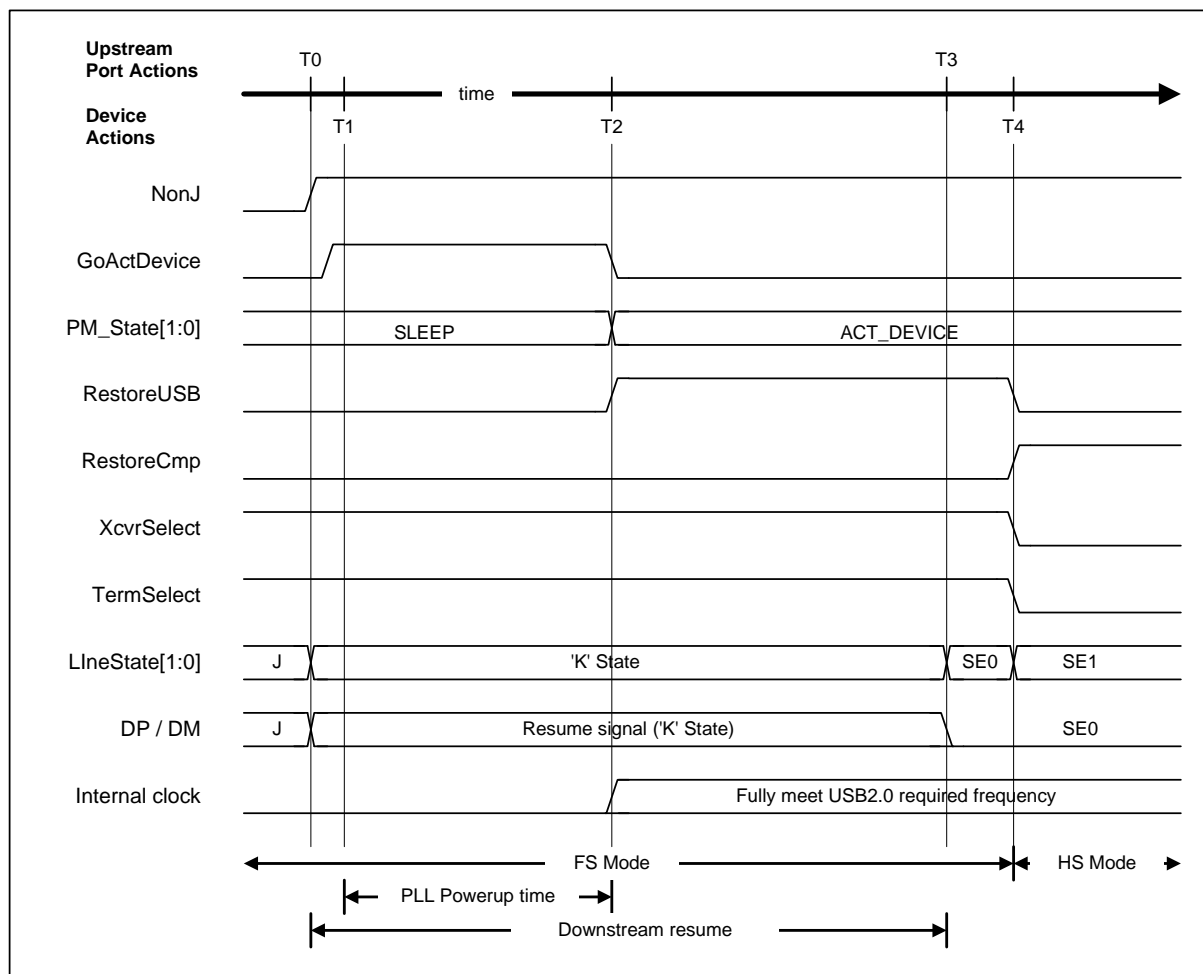 Upstream
Port Actions
T0
T3
time
Device
Actions
T1
T2
T4
NonJ
GoActDevice
PM_State[1:0]
SLEEP
ACT_DEVICE
RestoreUSB
RestoreCmp
XcvrSelect
TermSelect
LIneState[1:0]
J
'K' State
SE0
SE1
DP / DM
J
Resume signal ('K' State)
SE0
Internal clock
Fully meet USB2.0 required frequency
FS Mode
HS Mode
PLL Powerup time
Downstream resume